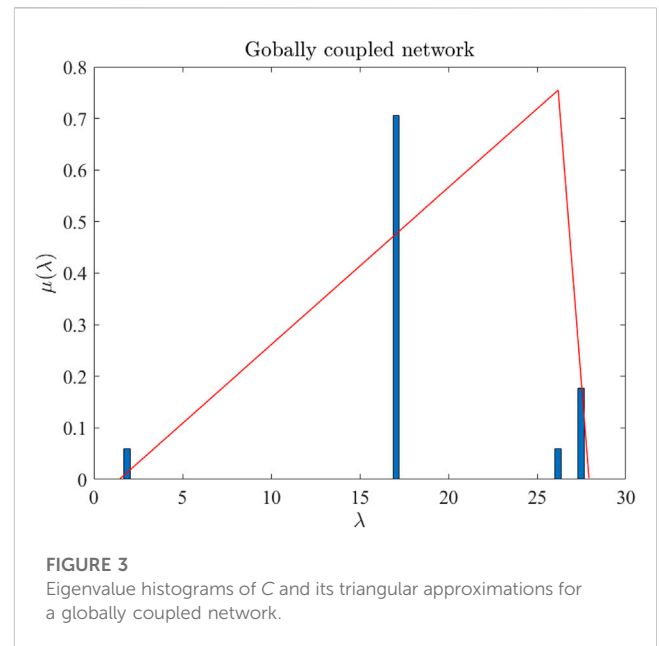 Gobally coupled network
0.8
0.7
0.6
0.5
0.4
0.3
0.2
0.1
0
μ(λ)
0 5 10 15 20 25 30
λ
FIGURE 3
Eigenvalue histograms of C and its triangular approximations for
a globally coupled network.